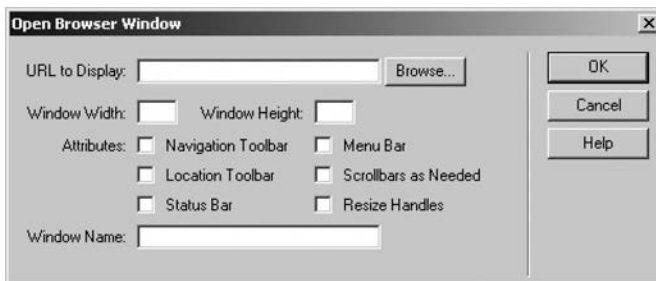 Open Browser Window
URL to Display: Browse... OK
Window Width: Window Height: Cancel
Attributes: Navigation Toolbar Menu Bar Help
Location Toolbar Scrollbars as Needed
Status Bar Resize Handles
Window Name: